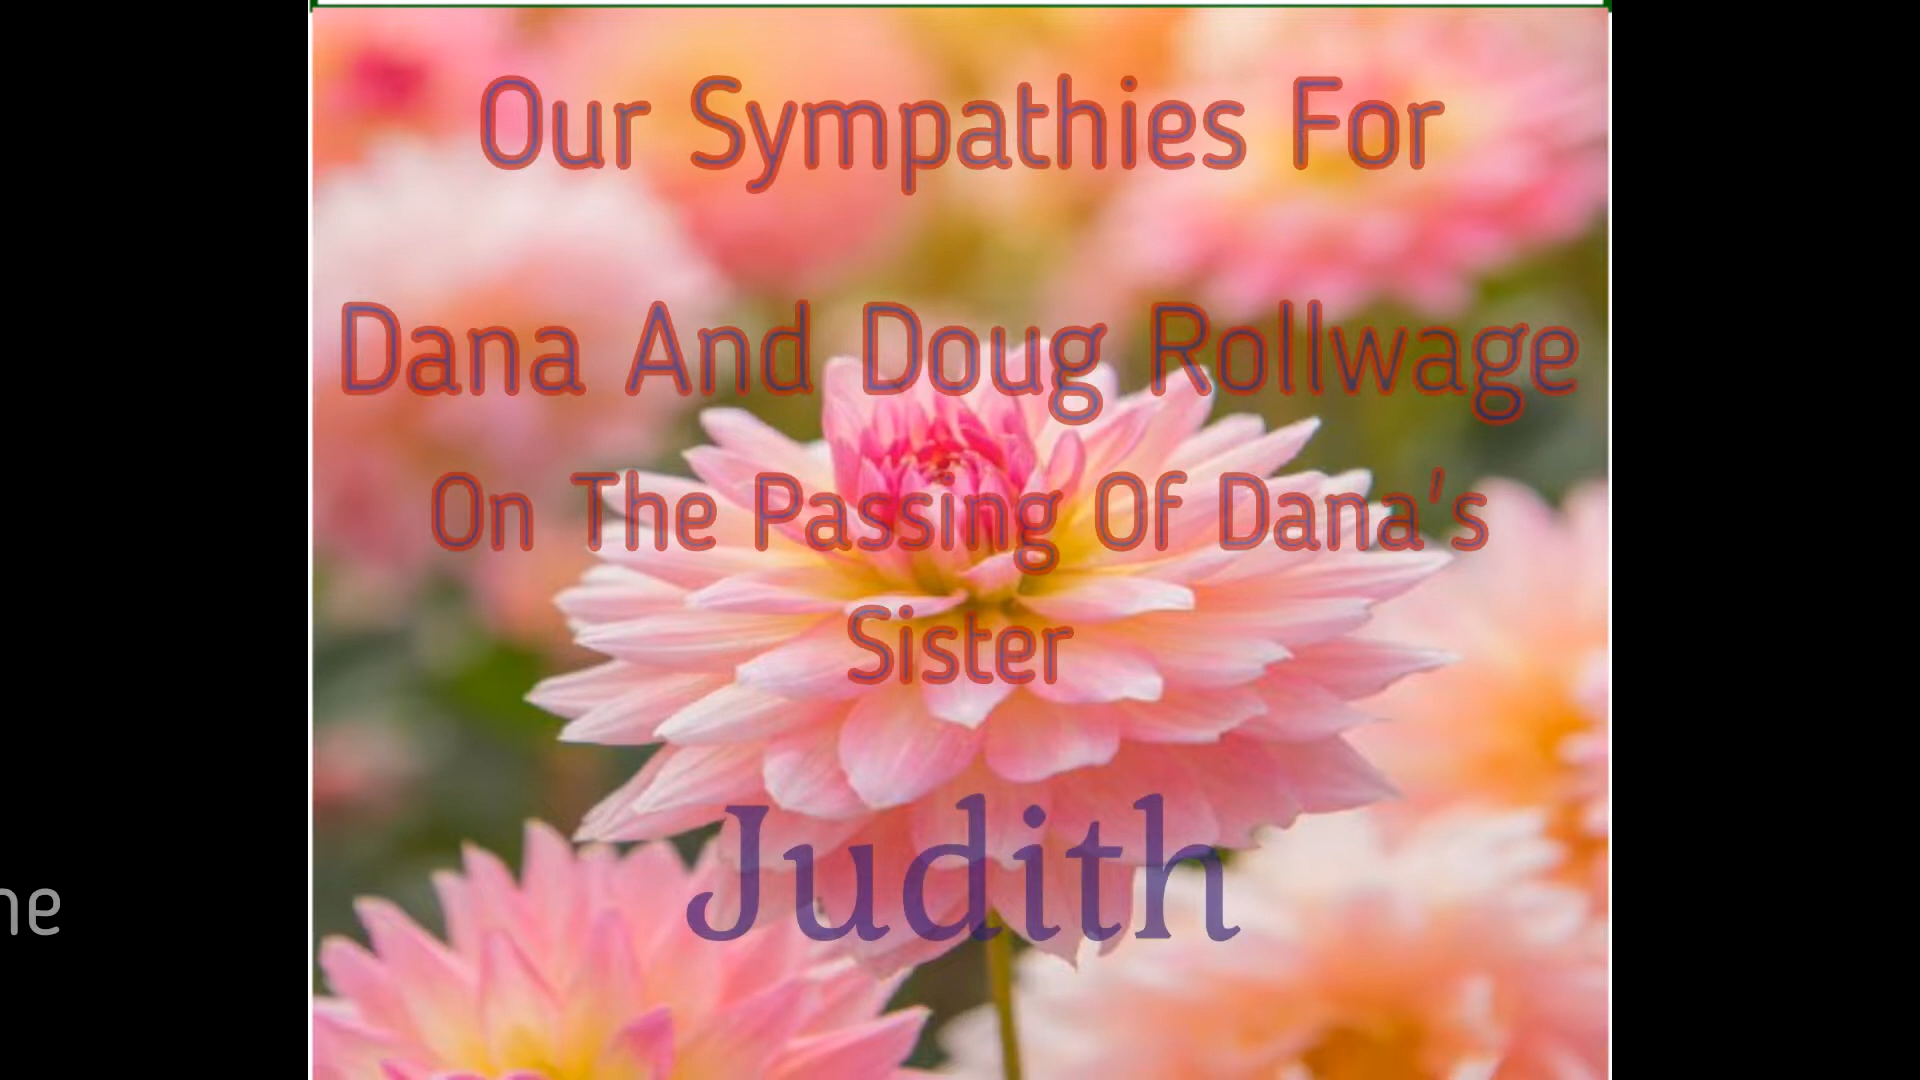 Our Sympathies For
Dana And Doug Rollwage
On The Passing Of Dana's
Sister
Judith